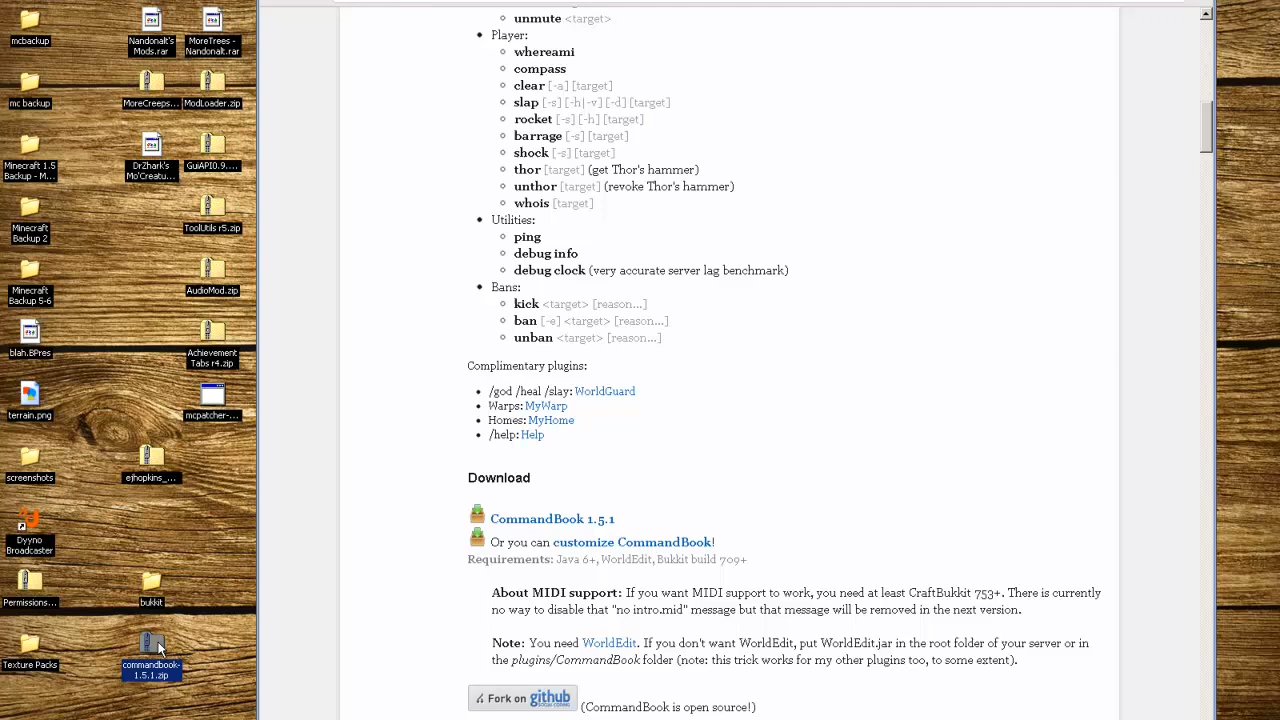 mcbackup
Nandonalt's
Mods.rar
MoreTrees -
Nandonalt.rar
mc backup
MoreCreeps...
ModLoader.zip
Minecraft 1.5
Backup - M...
DrZhark's
Mo'Creatu...
GuiAPI0.9....
Minecraft
Backup 2
ToolUtils r5.zip
Minecraft
Backup 5-6
AudioMod.zip
blah.BPres
Achievement
Tabs r4.zip
terrain.png
mcpatcher-...
screenshots
ejhopkins_...
Dyyno
Broadcaster
Permissions...
bukkit
Texture Packs
commandbook-
1.5.1.zip
unmute <target>
Player:
whereami
compass
clear [-a] [target]
slap [-s] [-h|-v] [-d] [target]
rocket [-s] [-h] [target]
barrage [-s] [target]
shock [-s] [target]
thor [target] (get Thor's hammer)
unthor [target] (revoke Thor's hammer)
whois [target]
Utilities:
ping
debug info
debug clock (very accurate server lag benchmark)
Bans:
kick <target> [reason...]
ban [-e] <target> [reason...]
unban <target> [reason...]
Complimentary plugins:
/god /heal /slay: WorldGuard
Warps: MyWarp
Homes: MyHome
/help: Help
Download
CommandBook 1.5.1
Or you can customize CommandBook!
Requirements: Java 6+, WorldEdit, Bukkit build 709+
About MIDI support: If you want MIDI support to work, you need at least CraftBukkit 753+. There is currently
no way to disable that "no intro.mid" message but that message will be removed in the next version.
Note: You need WorldEdit. If you don't want WorldEdit, put WorldEdit.jar in the root folder of your server or in
the plugins/CommandBook folder (note: this trick works for my other plugins too, to some extent).
Fork on github
(CommandBook is open source!)